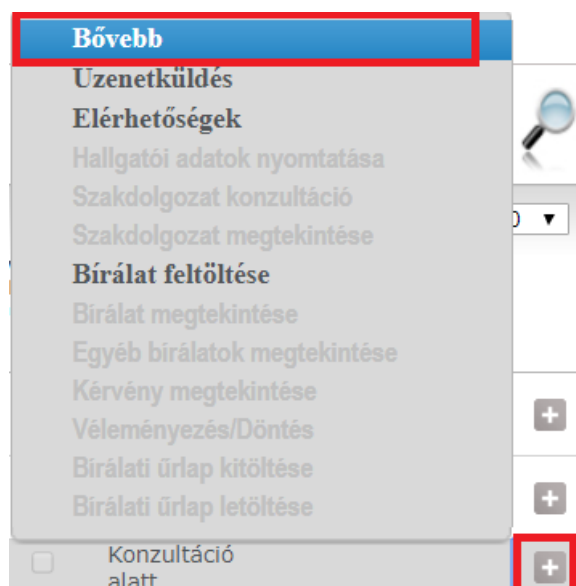 Bővebb
Üzenetküldés
Elérhetőségek
Hallgatói adatok nyomtatása
Szakdolgozat konzultáció
Szakdolgozat megtekintése
Bírálat feltöltése
Bírálat megtekintése
Egyéb bírálatok megtekintése
Kérvény megtekintése
Véleményezés/Döntés
Bírálati űrlap kitöltése
Bírálati űrlap letöltése
Konzultáció
alatt